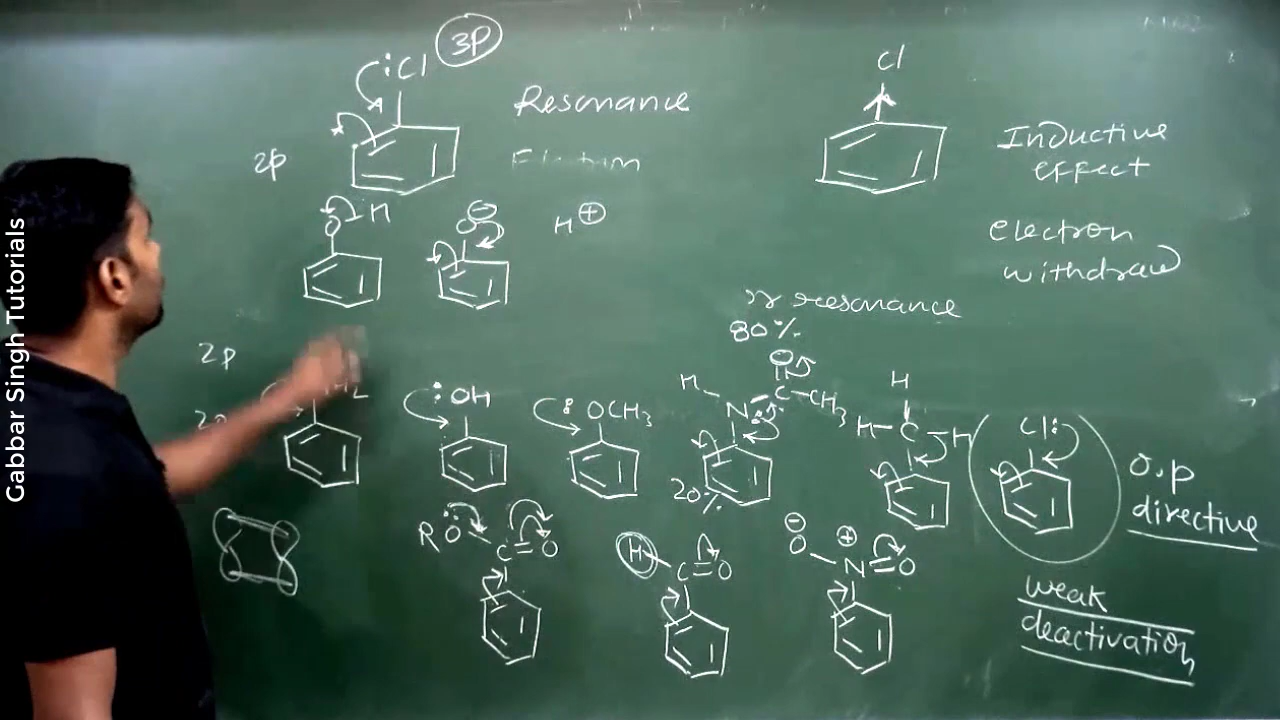 Gabbar Singh Tutorials
:Cl
3P
Resonance
2p
Cl
Inductive
effect
electron
withdraw
O H
O ⊖
H ⊕
resonance
80%
2p
:OH
:OCH3
H N C O CH3
20%
H
H C H
Cl:
o,p
directive
R O C O
H C O
⊖ O N ⊕ O
weak
deactivation